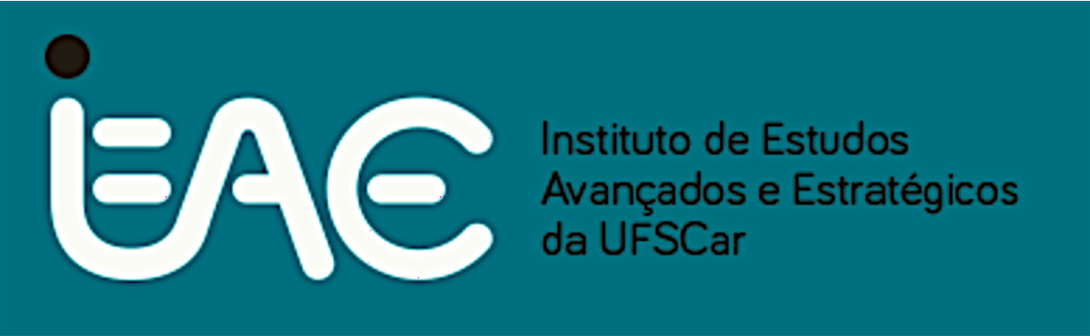 iEAE
Instituto de Estudos
Avançados e Estratégicos
da UFSCar